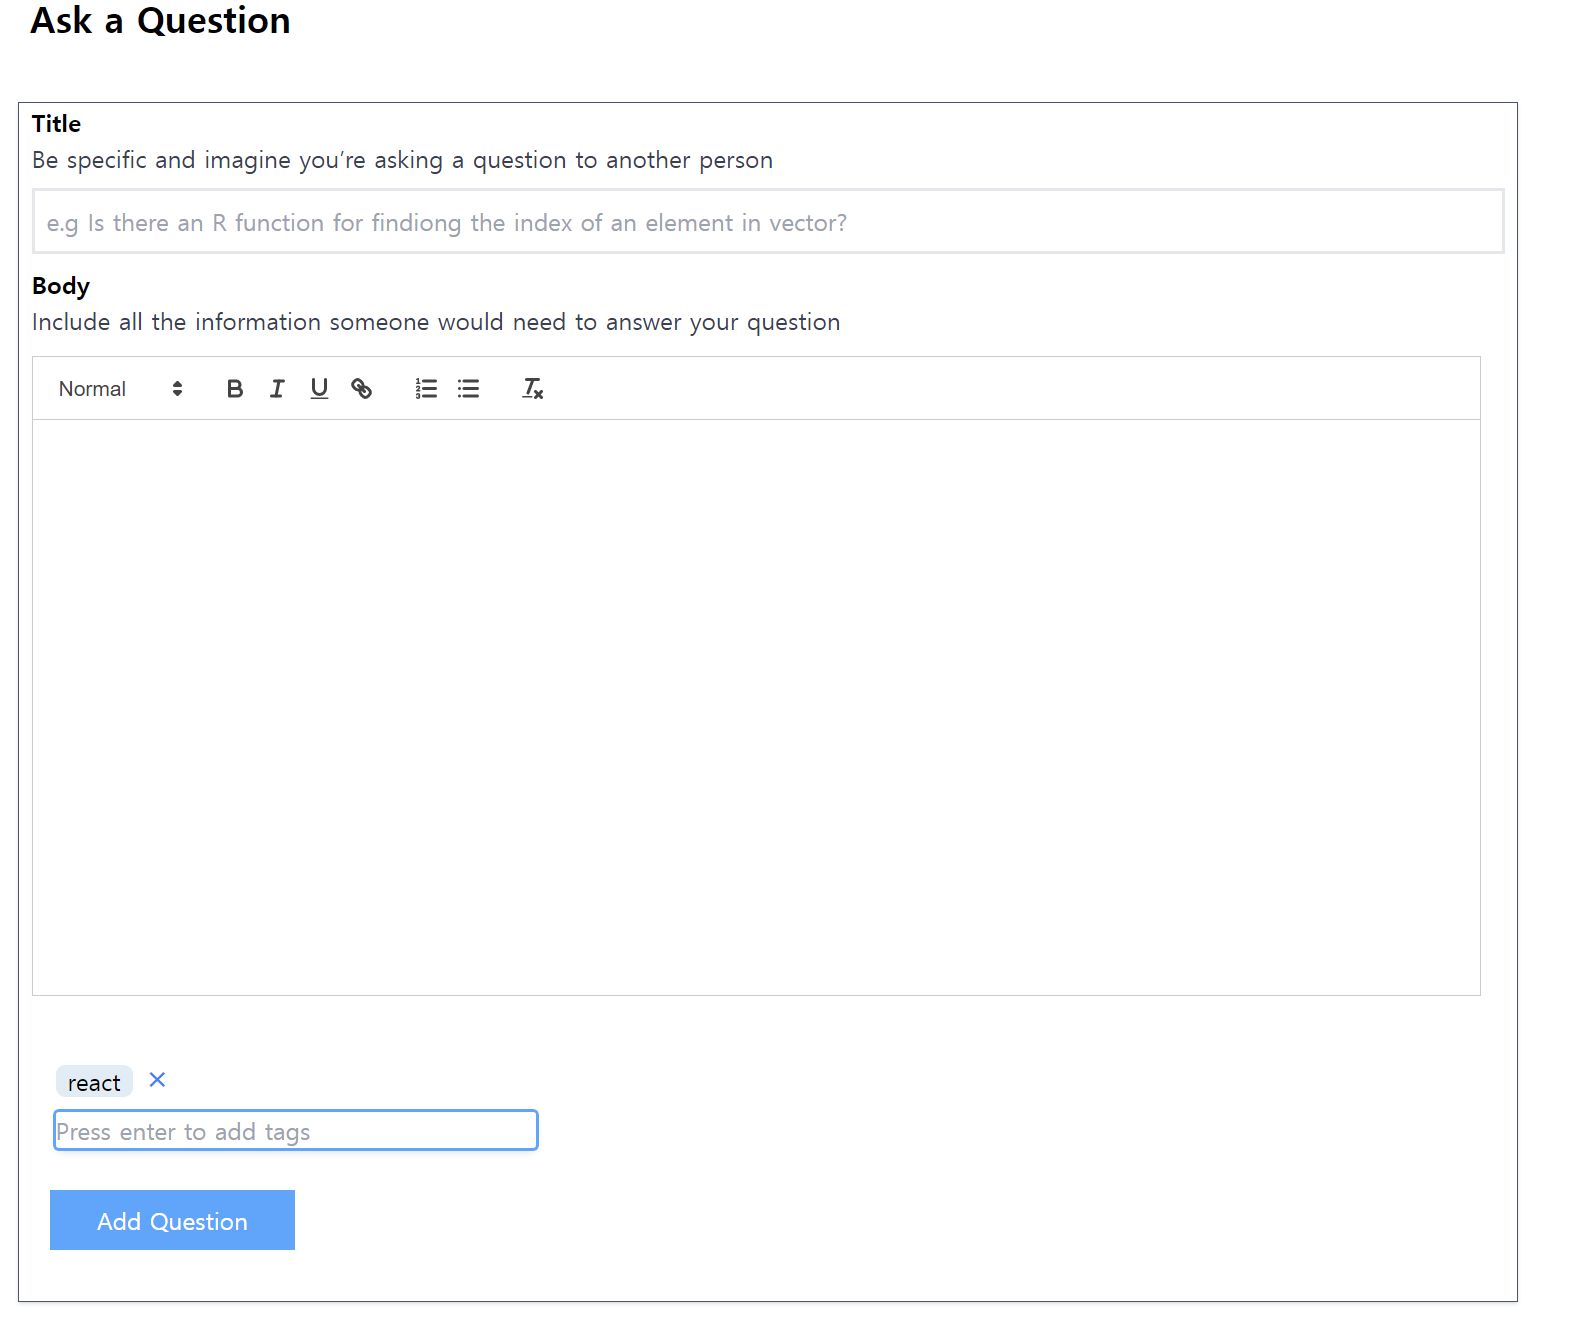 Ask a Question
Title
Be specific and imagine you’re asking a question to another person
e.g Is there an R function for findiong the index of an element in vector?
Body
Include all the information someone would need to answer your question
Normal
react
Press enter to add tags
Add Question